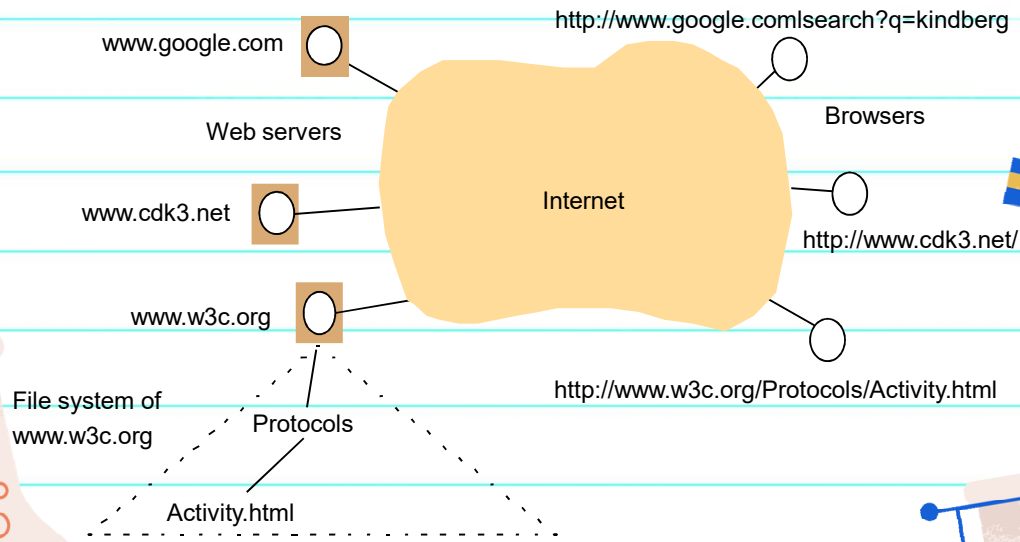 http://www.google.comlsearch?q=kindberg
www.google.com
Browsers
Web servers
Internet
www.cdk3.net
http://www.cdk3.net/
www.w3c.org
http://www.w3c.org/Protocols/Activity.html
File system of
www.w3c.org
Protocols
Activity.html